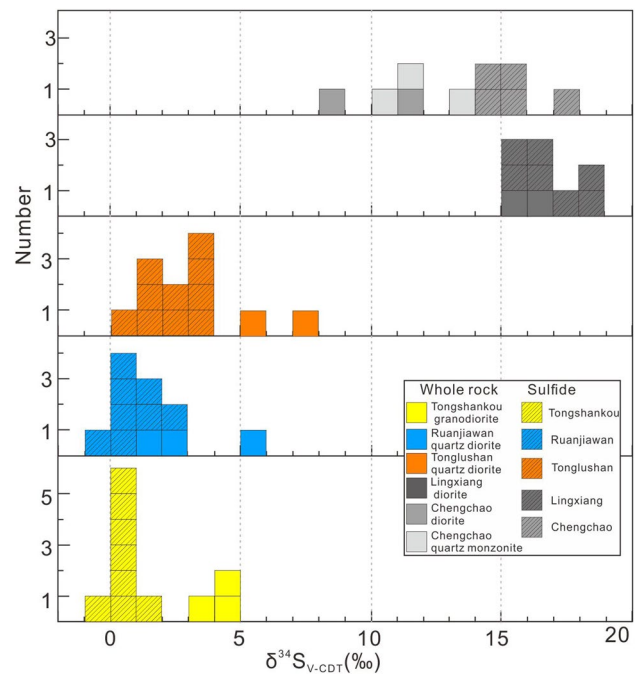 3
1
3
1
Number
3
1
3
1
5
3
1
0
5
10
15
20
δ³⁴S V-CDT (‰)
Whole rock
Sulfide
Tongshankou
granodiorite
Tongshankou
Ruanjiawan
quartz diorite
Ruanjiawan
Tonglushan
quartz diorite
Tonglushan
Lingxiang
diorite
Lingxiang
Chengchao
diorite
Chengchao
Chengchao
quartz monzonite